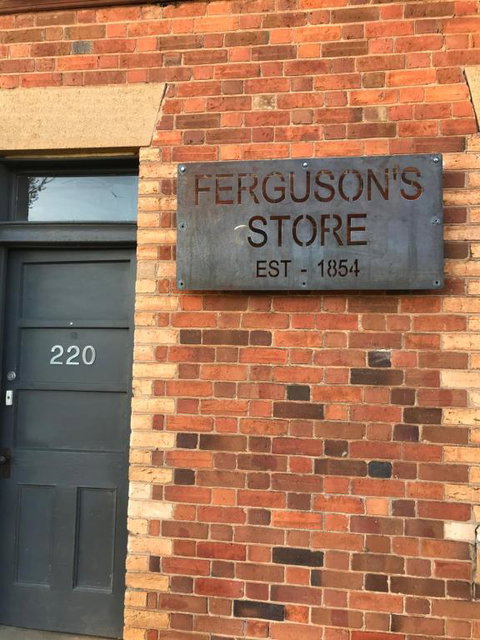 FERGUSON'S
STORE
EST - 1854
220